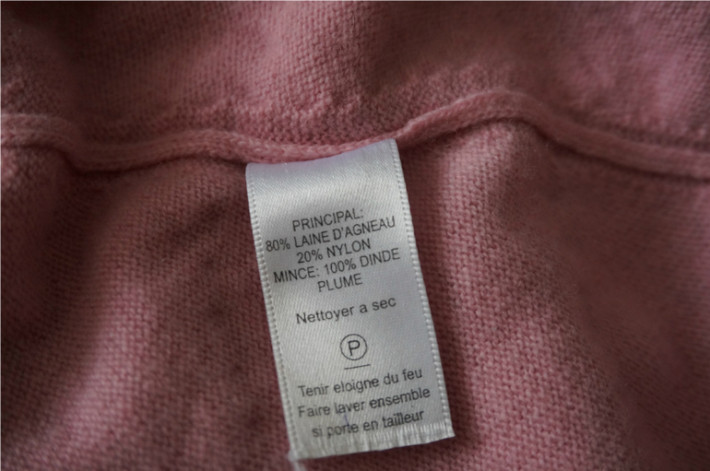 PRINCIPAL:
80% LAINE D'AGNEAU
20% NYLON
MINCE: 100% DINDE
PLUME
Nettoyer a sec
P
Tenir eloigne du feu
Faire laver ensemble
si porte en tailleur